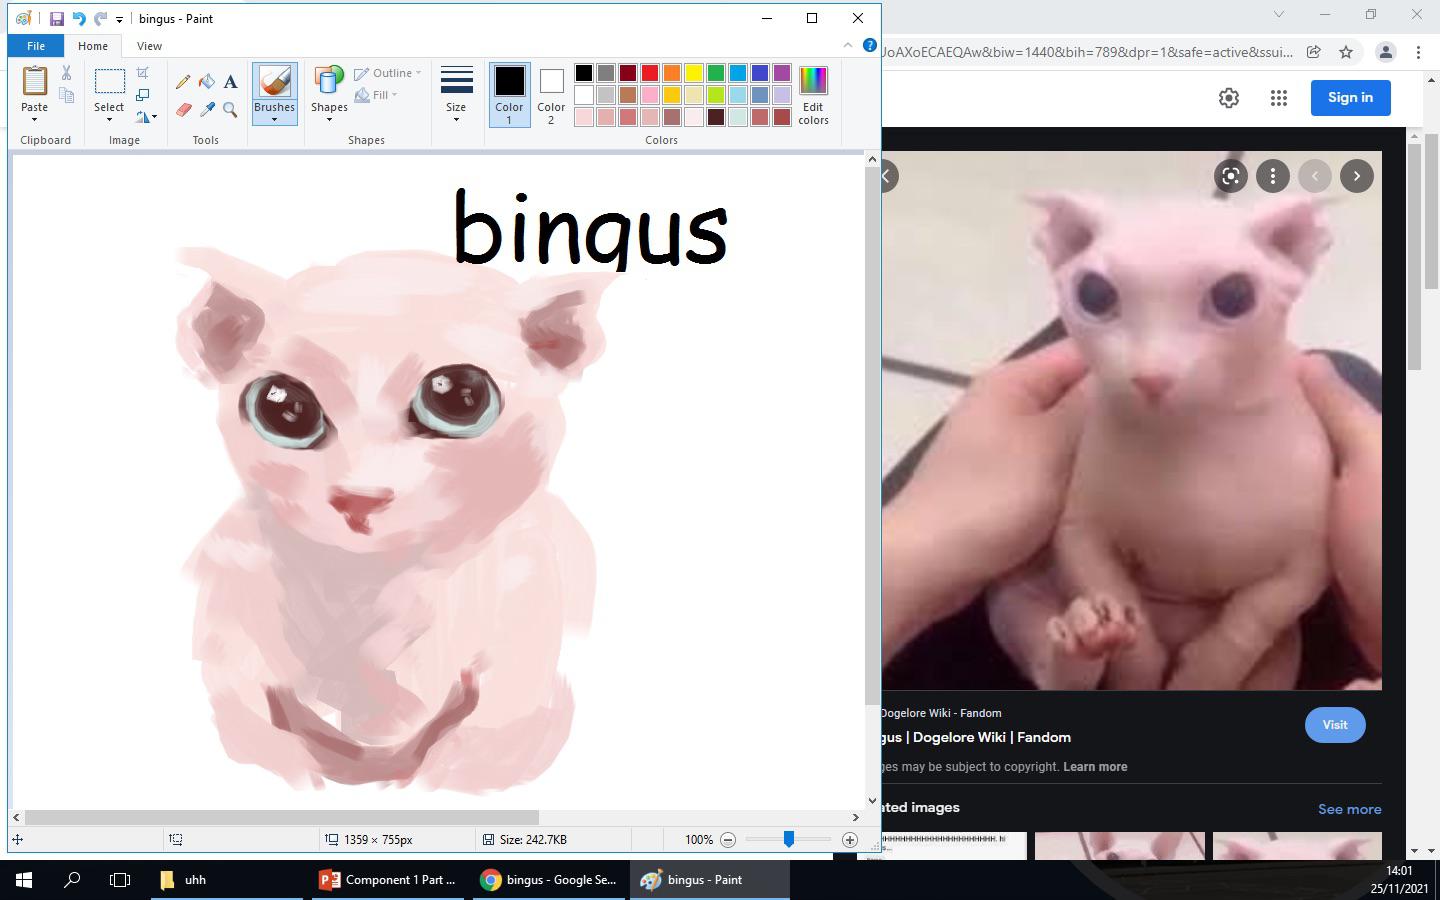 bingus - Paint
File
Home
View
Paste
Clipboard
Select
Image
A
Tools
Brushes
Shapes
Outline
Fill
Shapes
Size
Color
1
Color
2
Edit
colors
Colors
bingus
1359 × 755px
Size: 242.7KB
100%
JoAXoECAEQAw&biw=1440&bih=789&dpr=1&safe=active&ssui...
Sign in
Dogelore Wiki - Fandom
gus | Dogelore Wiki | Fandom
Visit
ges may be subject to copyright. Learn more
ated images
See more
uhh
Component 1 Part ...
bingus - Google Se...
bingus - Paint
14:01
25/11/2021